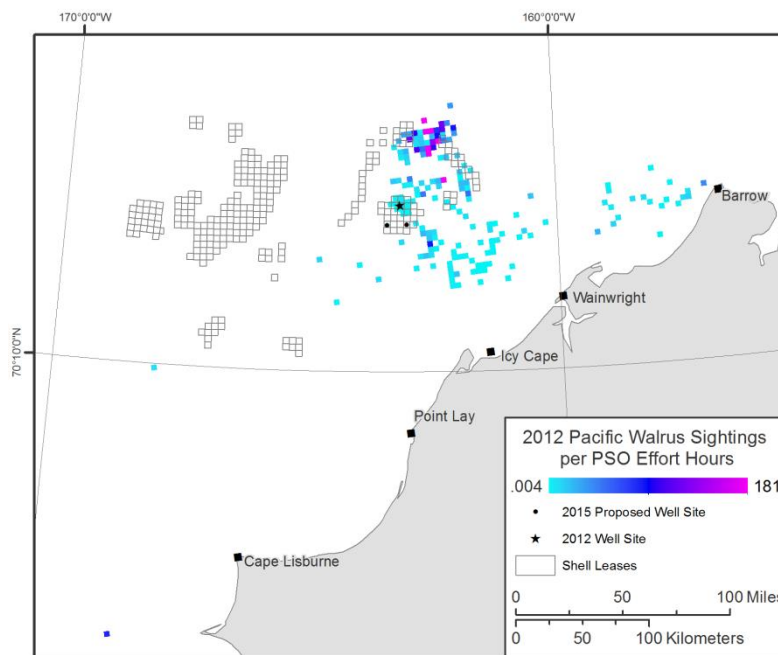 170°0'0"W
160°0'0"W
70°10'0"N
Barrow
Wainwright
Icy Cape
Point Lay
Cape Lisburne
2012 Pacific Walrus Sightings
per PSO Effort Hours
.004 181
2015 Proposed Well Site
2012 Well Site
Shell Leases
0 50 100 Miles
0 50 100 Kilometers